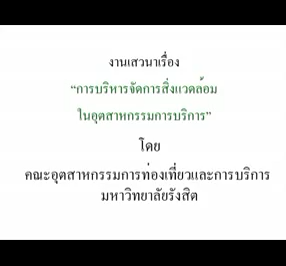 งานเสวนาเรื่อง
“การบริหารจัดการสิ่งแวดล้อม
ในอุตสาหกรรมการบริการ”
โดย
คณะอุตสาหกรรมการท่องเที่ยวและการบริการ
มหาวิทยาลัยรังสิต